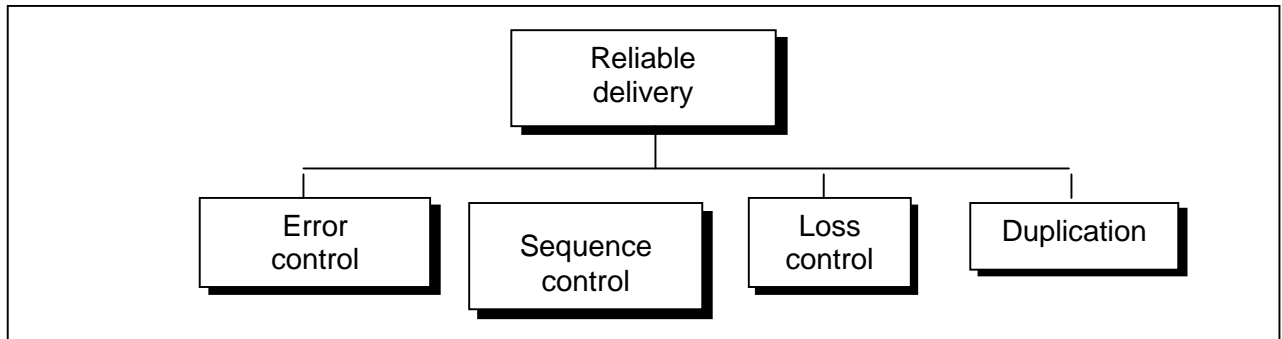 Reliable
delivery
Error
control
Sequence
control
Loss
control
Duplication